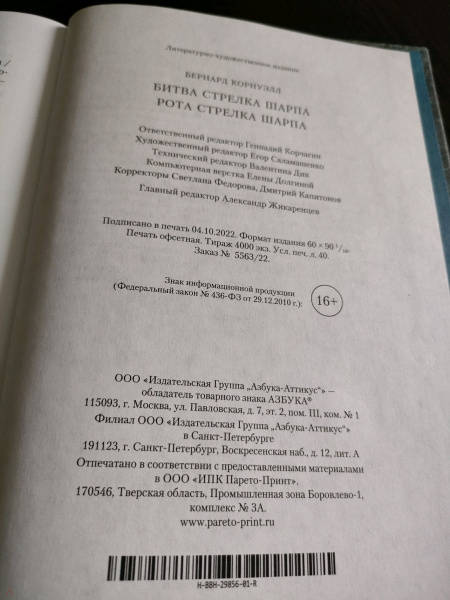 Литературно-художественное издание
БЕРНАРД КОРНУЭЛЛ
БИТВА СТРЕЛКА ШАРПА
РОТА СТРЕЛКА ШАРПА
Ответственный редактор Геннадий Корчагин
Художественный редактор Егор Саламашенко
Технический редактор Валентина Дик
Компьютерная верстка Елены Долгиной
Корректоры Светлана Федорова, Дмитрий Капитонов
Главный редактор Александр Жикаренцев
Подписано в печать 04.10.2022. Формат издания 60 × 90 1/16.
Печать офсетная. Тираж 4000 экз. Усл. печ. л. 40.
Заказ № 5563/22.
Знак информационной продукции
(Федеральный закон № 436-ФЗ от 29.12.2010 г.):
16+
ООО «Издательская Группа „Азбука-Аттикус“» —
обладатель товарного знака АЗБУКА®
115093, г. Москва, ул. Павловская, д. 7, эт. 2, пом. III, ком. № 1
Филиал ООО «Издательская Группа „Азбука-Аттикус“»
в Санкт-Петербурге
191123, г. Санкт-Петербург, Воскресенская наб., д. 12, лит. А
Отпечатано в соответствии с предоставленными материалами
в ООО «ИПК Парето-Принт».
170546, Тверская область, Промышленная зона Боровлево-1,
комплекс № 3А.
www.pareto-print.ru
H-BBH-29856-01-R